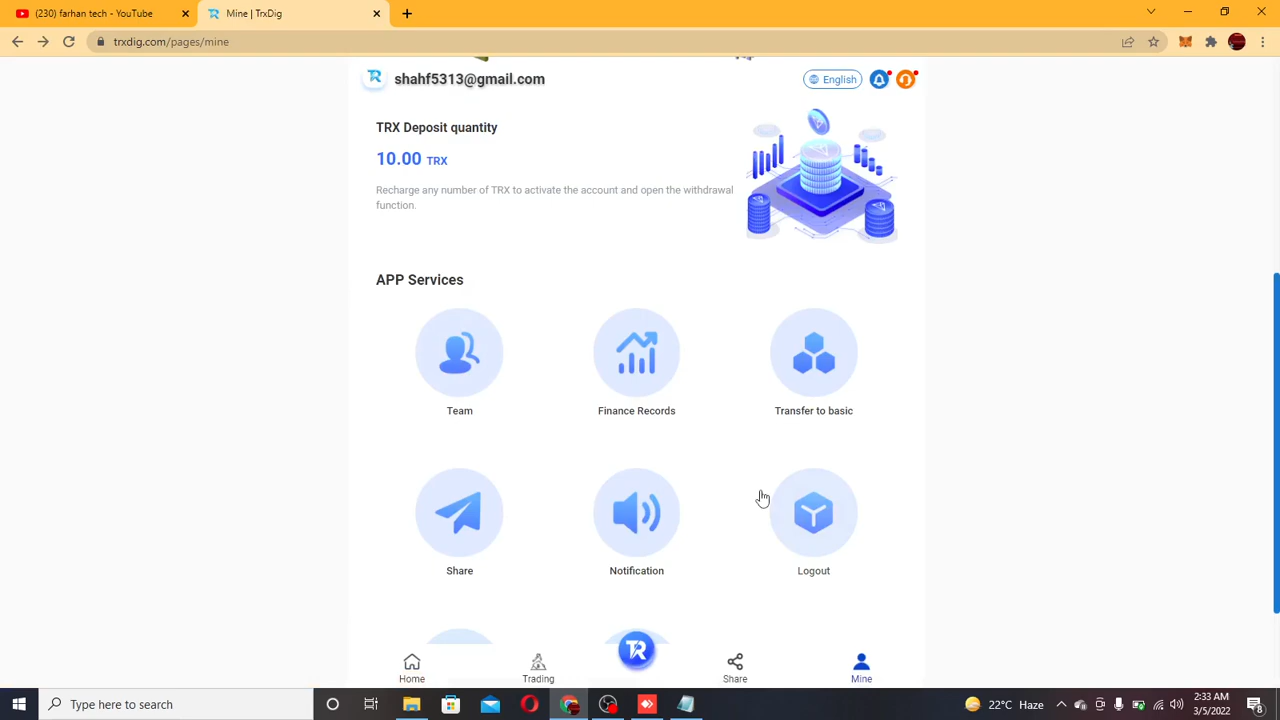 (230) farhan tech - YouTube
Mine | TrxDig
trxdig.com/pages/mine
shahf5313@gmail.com
English
TRX Deposit quantity
10.00 TRX
Recharge any number of TRX to activate the account and open the withdrawal
function.
APP Services
Team
Finance Records
Transfer to basic
Share
Notification
Logout
Home
Trading
Share
Mine
Type here to search
22°C Haze
2:33 AM
3/5/2022
8